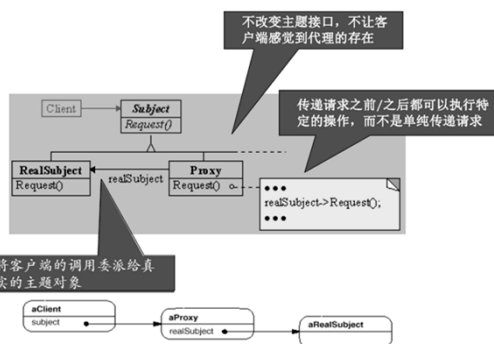 不改变主题接口，不让客
户端感觉到代理的存在
Client
Subject
Request()
传递请求之前/之后都可以执行特
定的操作，而不是单纯传递请求
RealSubject
Request()
realSubject
Proxy
Request()
•••
realSubject->Request();
•••
将客户端的调用委派给真
实的主题对象
aClient
subject
aProxy
realSubject
aRealSubject